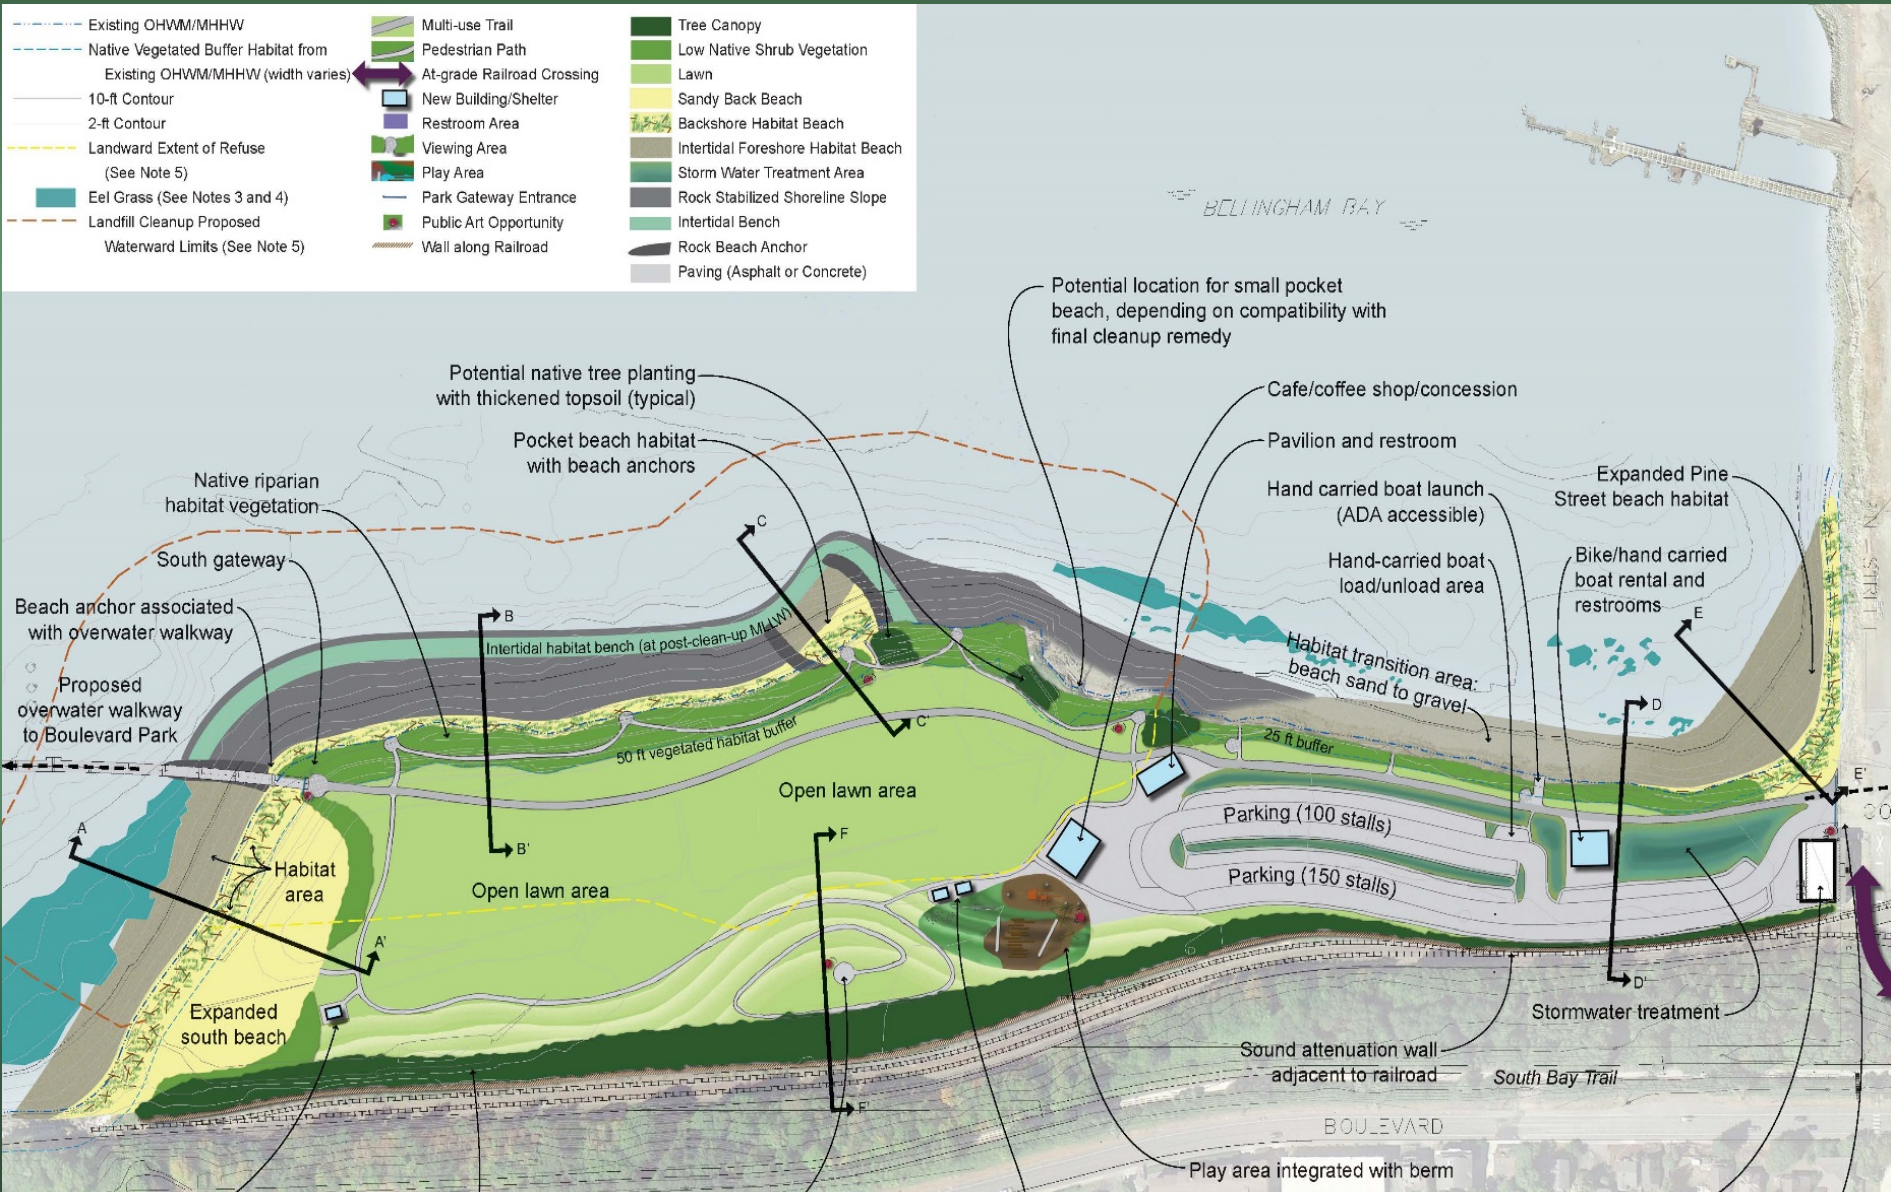 Existing OHWM/MHHW
Native Vegetated Buffer Habitat from
Existing OHWM/MHHW (width varies)
10-ft Contour
2-ft Contour
Landward Extent of Refuse
(See Note 5)
Eel Grass (See Notes 3 and 4)
Landfill Cleanup Proposed
Waterward Limits (See Note 5)
Multi-use Trail
Pedestrian Path
At-grade Railroad Crossing
New Building/Shelter
Restroom Area
Viewing Area
Play Area
Park Gateway Entrance
Public Art Opportunity
Wall along Railroad
Tree Canopy
Low Native Shrub Vegetation
Lawn
Sandy Back Beach
Backshore Habitat Beach
Intertidal Foreshore Habitat Beach
Storm Water Treatment Area
Rock Stabilized Shoreline Slope
Intertidal Bench
Rock Beach Anchor
Paving (Asphalt or Concrete)
BELLINGHAM BAY
Potential location for small pocket
beach, depending on compatibility with
final cleanup remedy
Potential native tree planting
with thickened topsoil (typical)
Cafe/coffee shop/concession
Pocket beach habitat
with beach anchors
Pavilion and restroom
Native riparian
habitat vegetation
Hand carried boat launch
(ADA accessible)
Expanded Pine
Street beach habitat
South gateway
Hand-carried boat
load/unload area
Bike/hand carried
boat rental and
restrooms
Beach anchor associated
with overwater walkway
Proposed
overwater walkway
to Boulevard Park
C
B
E
D
Intertidal habitat bench (at post-clean-up MLLW)
Habitat transition area:
beach sand to gravel
50 ft vegetated habitat buffer
C'
25 ft buffer
E'
Open lawn area
Parking (100 stalls)
A
F
B'
Habitat
area
Open lawn area
Parking (150 stalls)
A'
D'
Expanded
south beach
Stormwater treatment
Sound attenuation wall
adjacent to railroad
South Bay Trail
F'
BOULEVARD
Play area integrated with berm